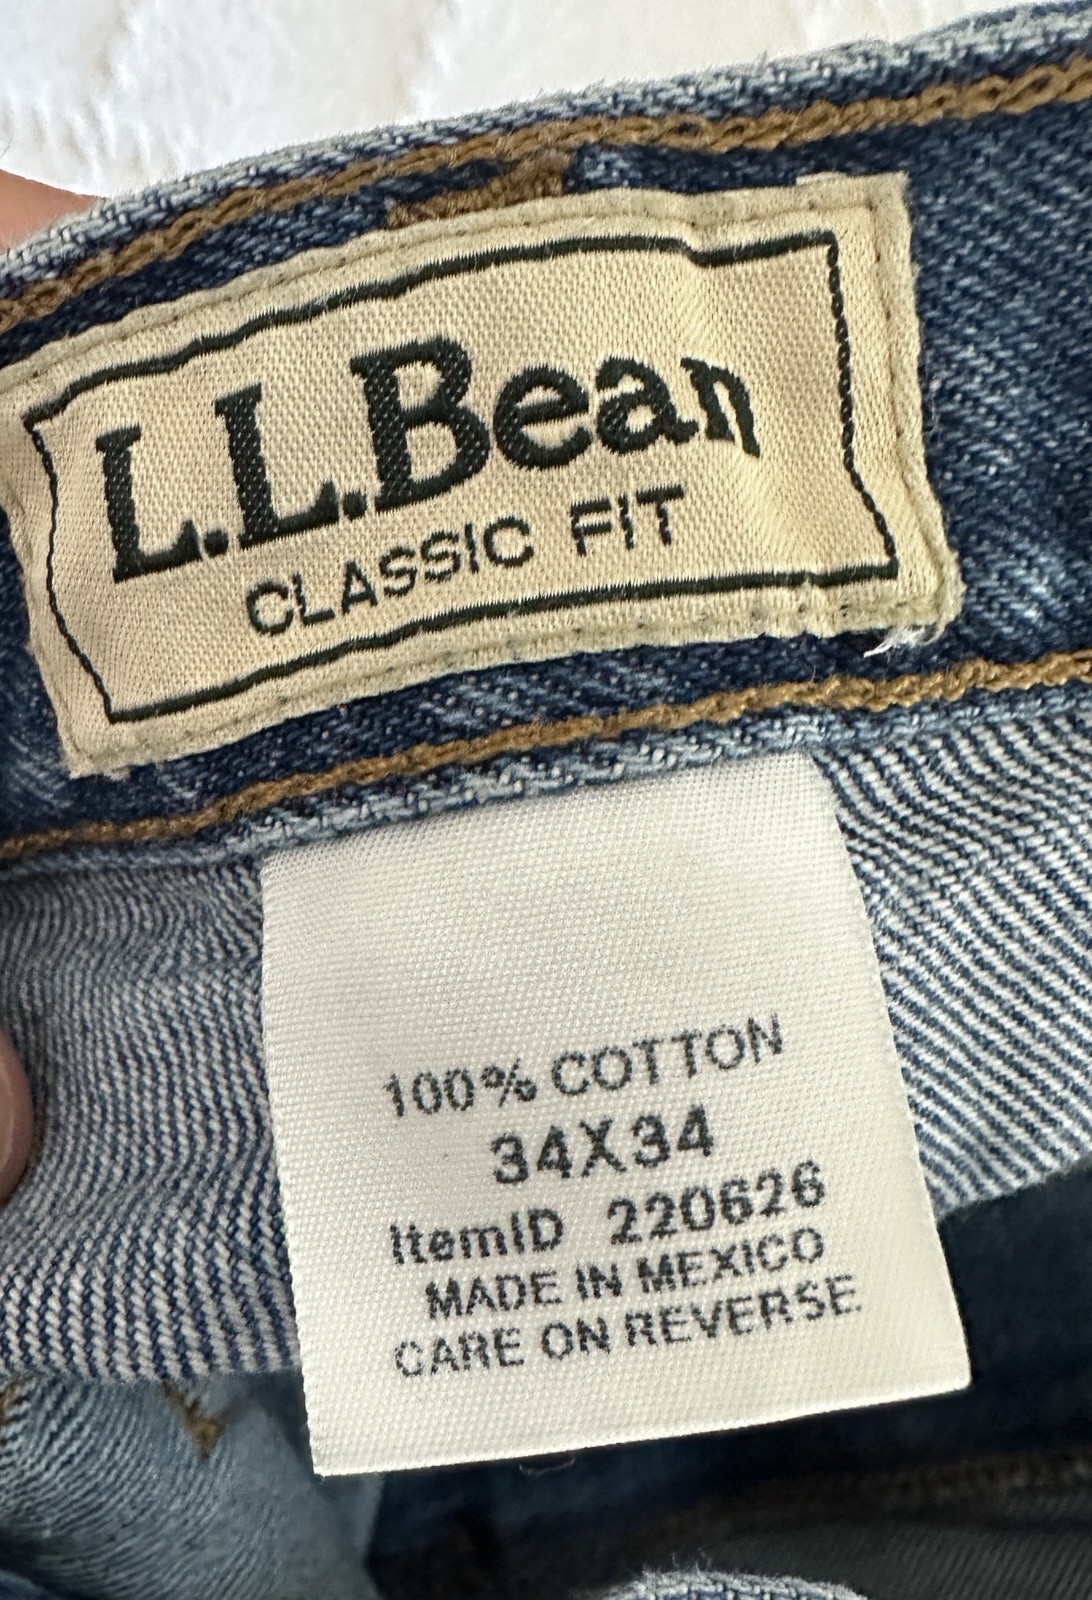 L.L.Bean
CLASSIC FIT
100% COTTON
34X34
ItemID 220626
MADE IN MEXICO
CARE ON REVERSE